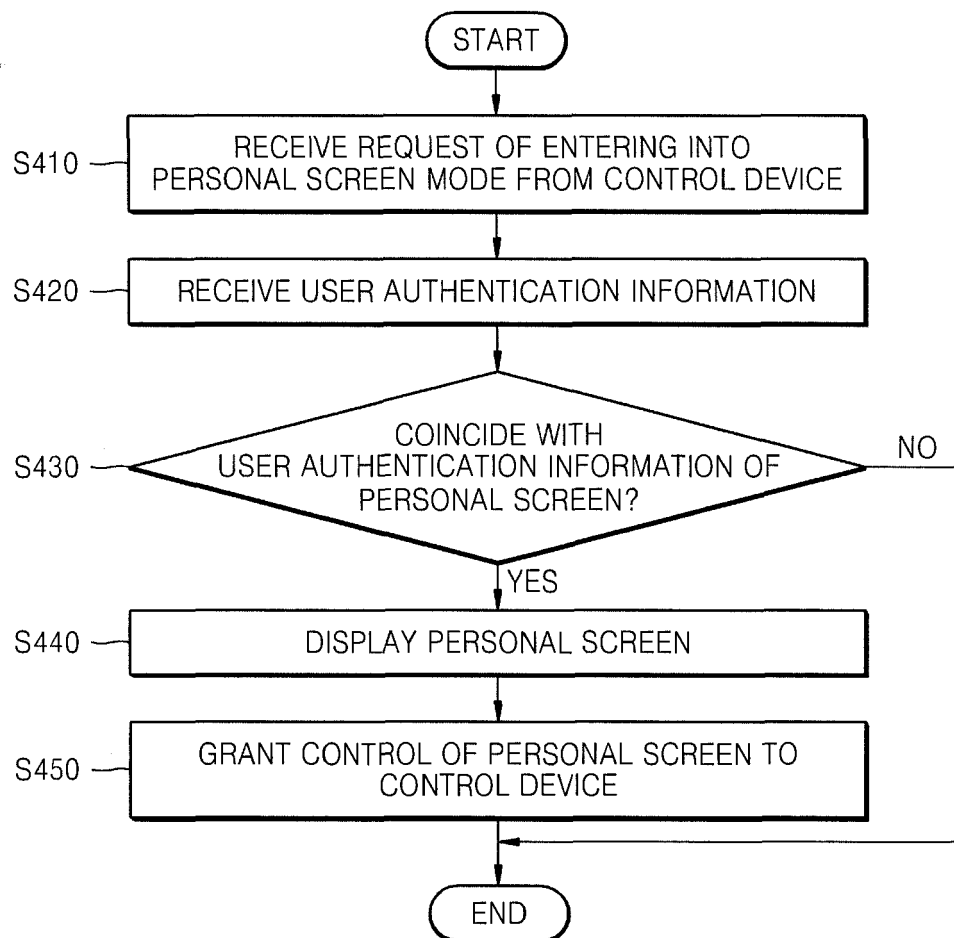 START
S410
RECEIVE REQUEST OF ENTERING INTO
PERSONAL SCREEN MODE FROM CONTROL DEVICE
S420
RECEIVE USER AUTHENTICATION INFORMATION
S430
COINCIDE WITH
USER AUTHENTICATION INFORMATION OF
PERSONAL SCREEN?
NO
YES
S440
DISPLAY PERSONAL SCREEN
S450
GRANT CONTROL OF PERSONAL SCREEN TO
CONTROL DEVICE
END